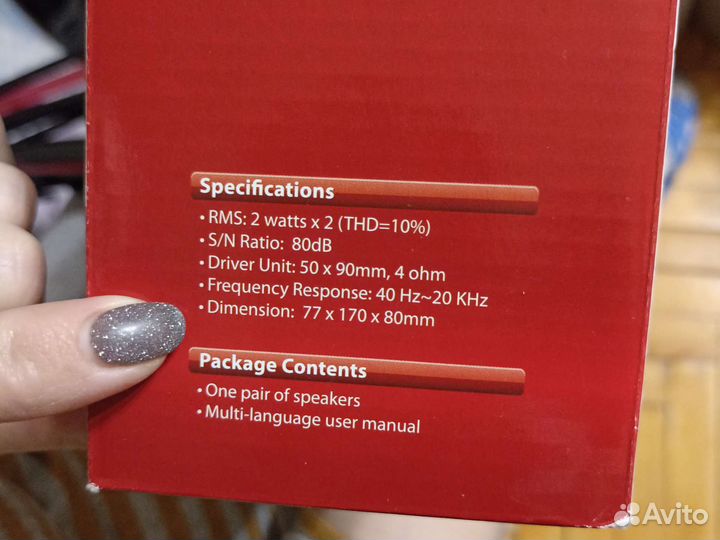 Specifications
• RMS: 2 watts x 2 (THD=10%)
• S/N Ratio: 80dB
• Driver Unit: 50 x 90mm, 4 ohm
• Frequency Response: 40 Hz~20 KHz
• Dimension: 77 x 170 x 80mm
Package Contents
• One pair of speakers
• Multi-language user manual
Avito